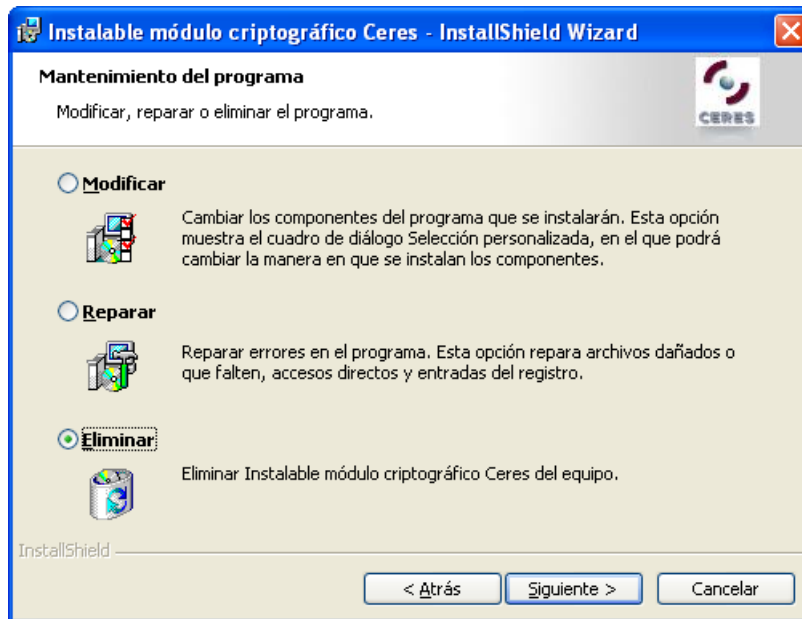 Instalable módulo criptográfico Ceres - InstallShield Wizard
Mantenimiento del programa
Modificar, reparar o eliminar el programa.
CERES
Modificar
Cambiar los componentes del programa que se instalarán. Esta opción
muestra el cuadro de diálogo Selección personalizada, en el que podrá
cambiar la manera en que se instalan los componentes.
Reparar
Reparar errores en el programa. Esta opción repara archivos dañados o
que falten, accesos directos y entradas del registro.
Eliminar
Eliminar Instalable módulo criptográfico Ceres del equipo.
InstallShield
< Atrás
Siguiente >
Cancelar